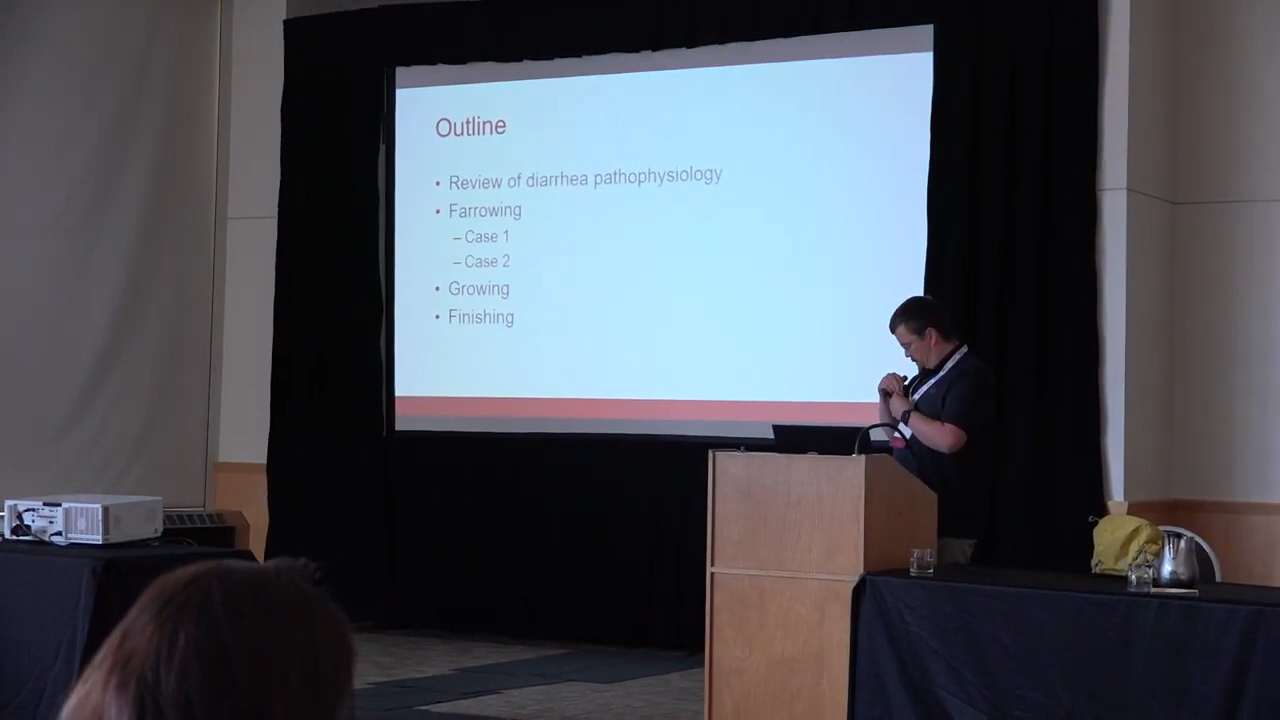 Outline
• Review of diarrhea pathophysiology
• Farrowing
– Case 1
– Case 2
• Growing
• Finishing